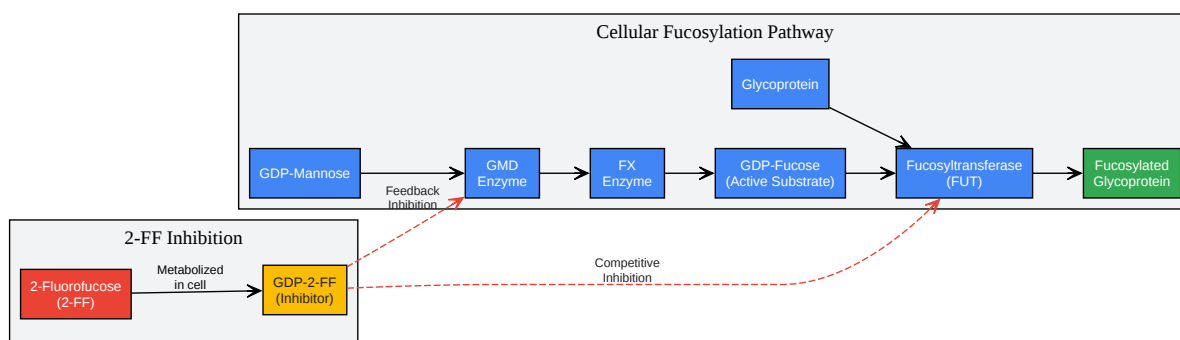 Cellular Fucosylation Pathway
Glycoprotein
GDP-Mannose
GMD
Enzyme
FX
Enzyme
GDP-Fucose
(Active Substrate)
Fucosyltransferase
(FUT)
Fucosylated
Glycoprotein
Feedback
Inhibition
2-FF Inhibition
2-Fluorofucose
(2-FF)
Metabolized
in cell
GDP-2-FF
(Inhibitor)
Competitive
Inhibition